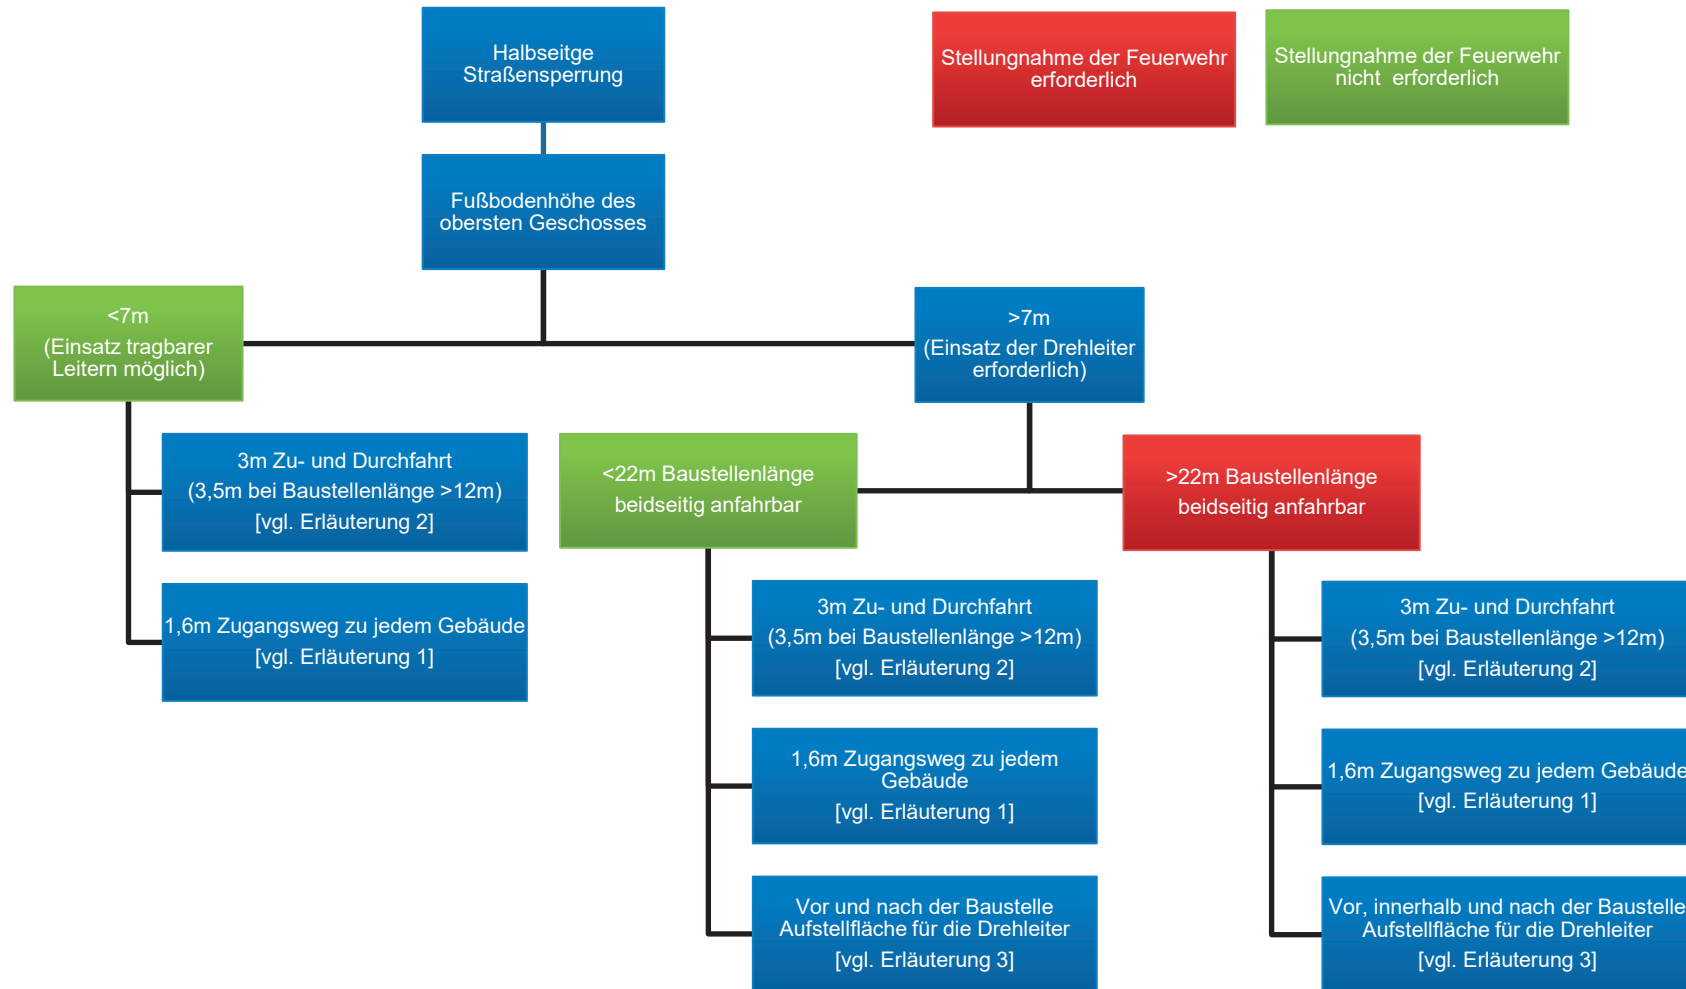 Halbseitge
Straßensperrung
Stellungnahme der Feuerwehr
erforderlich
Stellungnahme der Feuerwehr
nicht  erforderlich
Fußbodenhöhe des
obersten Geschosses
<7m
(Einsatz tragbarer
Leitern möglich)
>7m
(Einsatz der Drehleiter
erforderlich)
3m Zu- und Durchfahrt
(3,5m bei Baustellenlänge >12m)
[vgl. Erläuterung 2]
1,6m Zugangsweg zu jedem Gebäude
[vgl. Erläuterung 1]
<22m Baustellenlänge
beidseitig anfahrbar
>22m Baustellenlänge
beidseitig anfahrbar
3m Zu- und Durchfahrt
(3,5m bei Baustellenlänge >12m)
[vgl. Erläuterung 2]
1,6m Zugangsweg zu jedem
Gebäude
[vgl. Erläuterung 1]
Vor und nach der Baustelle
Aufstellfläche für die Drehleiter
[vgl. Erläuterung 3]
3m Zu- und Durchfahrt
(3,5m bei Baustellenlänge >12m)
[vgl. Erläuterung 2]
1,6m Zugangsweg zu jedem Gebäude
[vgl. Erläuterung 1]
Vor, innerhalb und nach der Baustelle
Aufstellfläche für die Drehleiter
[vgl. Erläuterung 3]